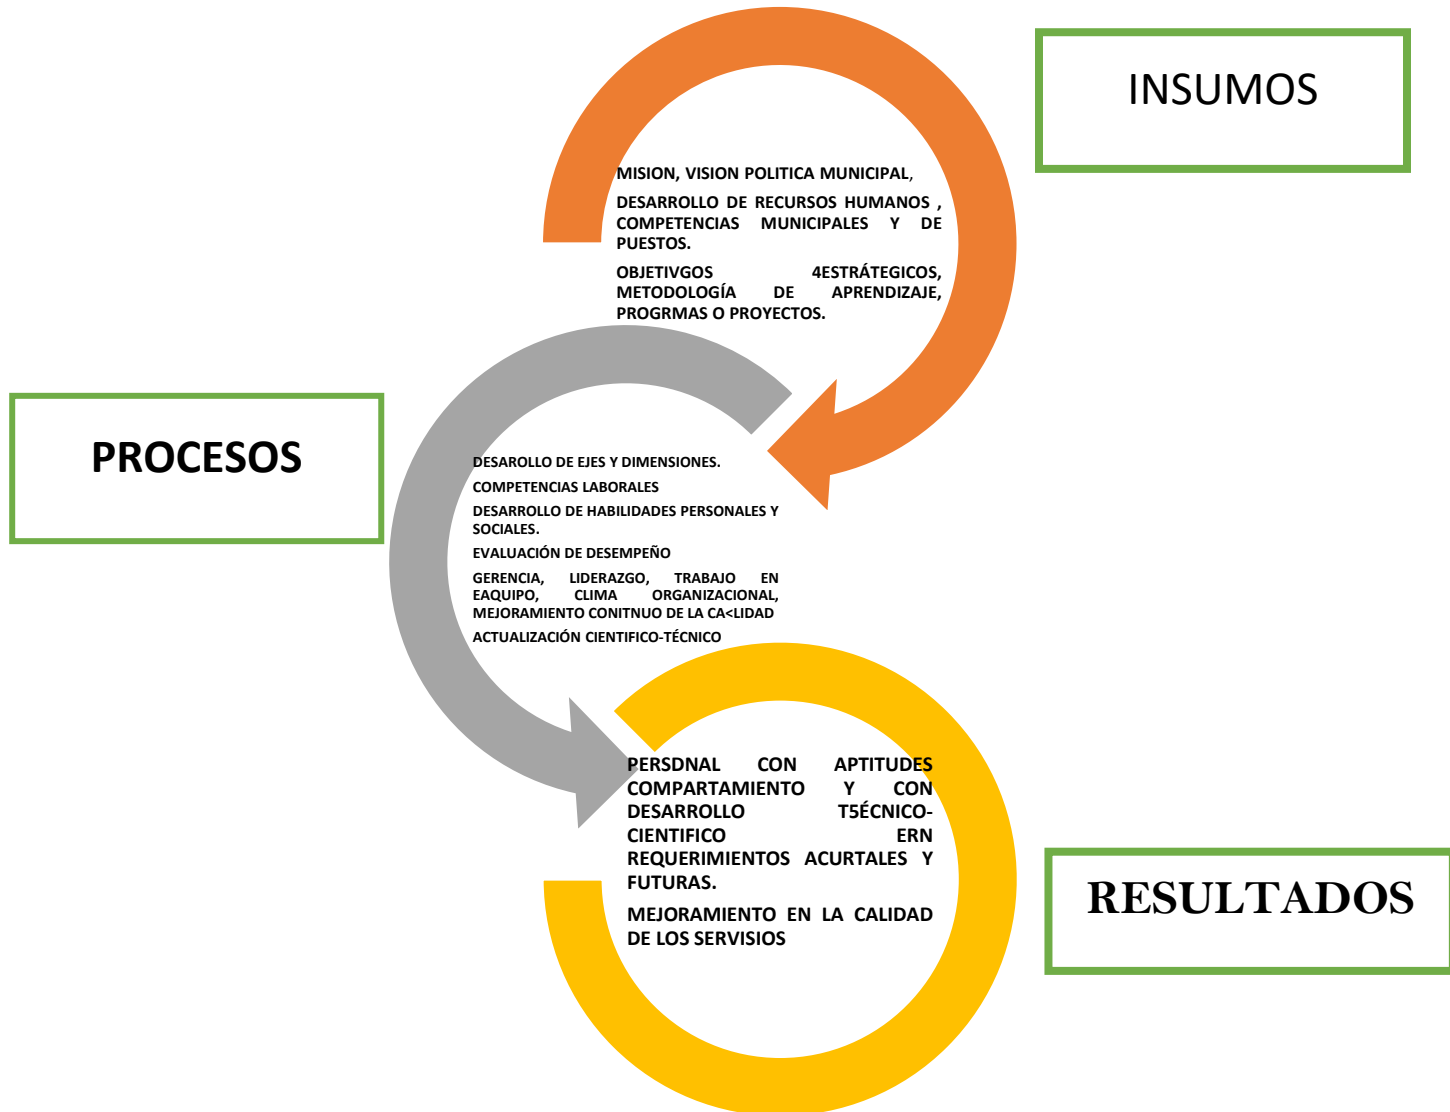 INSUMOS
MISION, VISION POLITICA MUNICIPAL,
DESARROLLO DE RECURSOS HUMANOS ,
COMPETENCIAS MUNICIPALES Y DE
PUESTOS.
OBJETIVGOS 4ESTRÁTEGICOS,
METODOLOGÍA DE APRENDIZAJE,
PROGRMAS O PROYECTOS.
PROCESOS
DESAROLLO DE EJES Y DIMENSIONES.
COMPETENCIAS LABORALES
DESARROLLO DE HABILIDADES PERSONALES Y
SOCIALES.
EVALUACIÓN DE DESEMPEÑO
GERENCIA, LIDERAZGO, TRABAJO EN
EAQUIPO, CLIMA ORGANIZACIONAL,
MEJORAMIENTO CONITNUO DE LA CA<LIDAD
ACTUALIZACIÓN CIENTIFICO-TÉCNICO
PERSDNAL CON APTITUDES
COMPARTAMIENTO Y CON
DESARROLLO T5ÉCNICO-
CIENTIFICO ERN
REQUERIMIENTOS ACURTALES Y
FUTURAS.
MEJORAMIENTO EN LA CALIDAD
DE LOS SERVISIOS
RESULTADOS